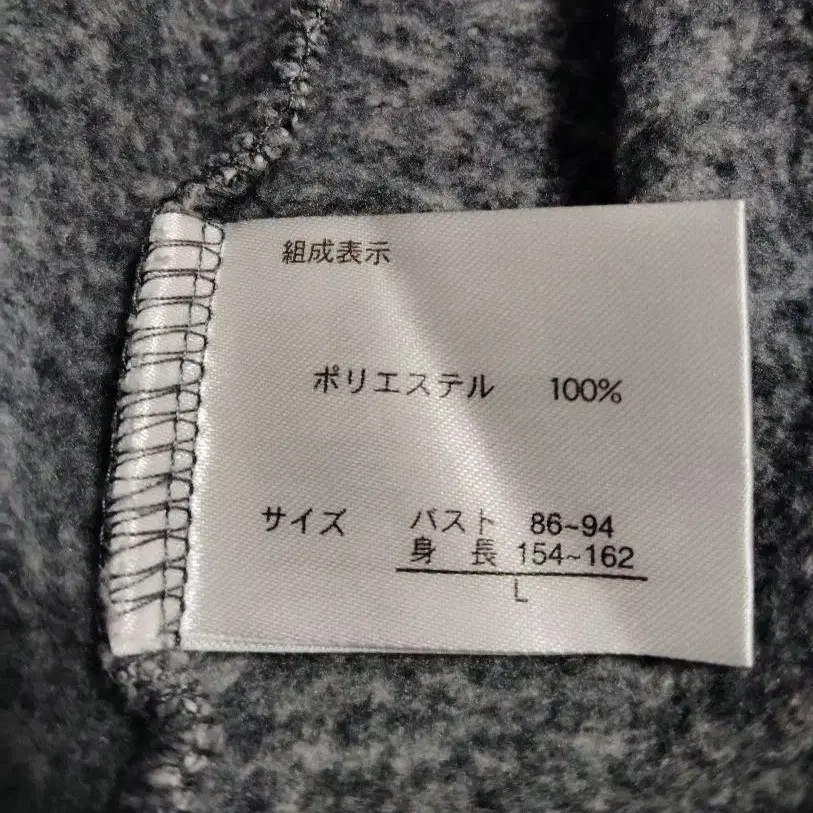 組成表示
ポリエステル 100%
サイズ バスト 86~94
身長 154~162
L